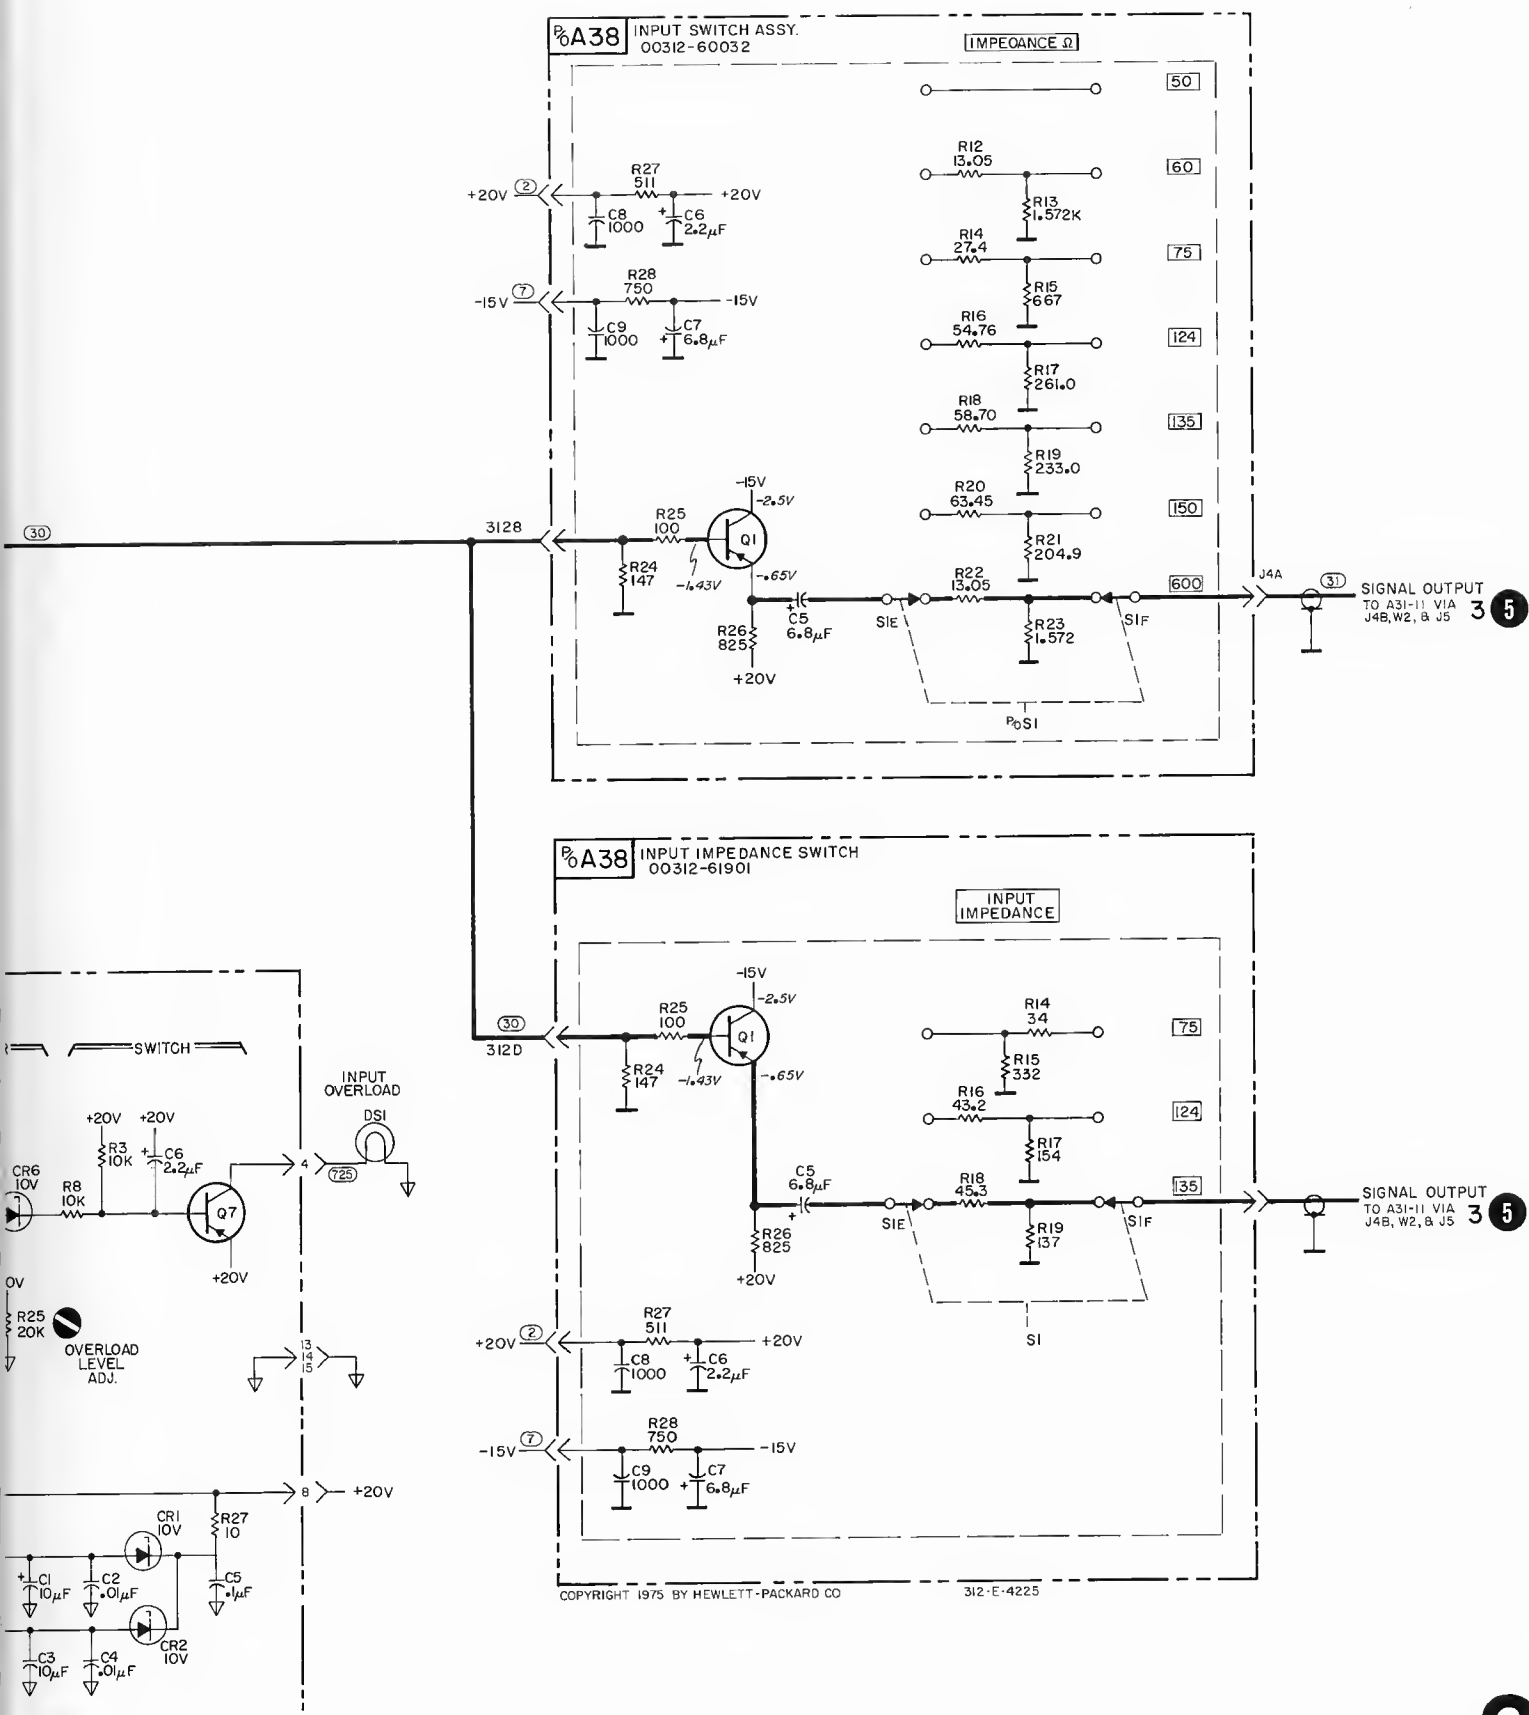 P/O A38 INPUT SWITCH ASSY.
00312-60032
IMPEDANCE Ω
50
R12
13.05
60
R27
511
+20V 2
+20V
C8
1000
+ C6
2.2µF
R13
1.572K
R14
27.4
75
R28
750
-15V 7
-15V
C9
1000
C7
+ 6.8µF
R15
667
R16
54.76
124
R17
261.0
R18
58.70
135
R19
233.0
-15V
-2.5V
R20
63.45
150
30
3128
R25
100
Q1
R21
204.9
R24
147
-1.43V
-.65V
R22
13.05
600
J4A
31
SIGNAL OUTPUT
TO A31-11 VIA
J4B, W2, & J5
3 5
R26
825
+ C5
6.8µF
S1E
R23
1.572
S1F
+20V
P/O S1
P/O A38 INPUT IMPEDANCE SWITCH
00312-61901
INPUT
IMPEDANCE
-15V
-2.5V
30
312D
R25
100
Q1
R14
34
75
R24
147
-1.43V
-.65V
R15
332
R16
43.2
124
R17
154
C5
6.8µF
+
R18
45.3
135
S1E
S1F
R19
137
SIGNAL OUTPUT
TO A31-11 VIA
J4B, W2, & J5
3 5
R26
825
+20V
S1
R27
511
+20V 2
+20V
C8
1000
+ C6
2.2µF
R28
750
-15V 7
-15V
C9
1000
C7
+ 6.8µF
COPYRIGHT 1975 BY HEWLETT-PACKARD CO
312-E-4225
SWITCH
INPUT
OVERLOAD
DS1
+20V
+20V
R3
10K
+ C6
2.2µF
4
725
CR6
10V
R8
10K
Q7
+20V
0V
R25
20K
OVERLOAD
LEVEL
ADJ.
13
14
15
8
+20V
CR1
10V
R27
10
+ C1
10µF
C2
.01µF
C5
.1µF
CR2
10V
C3
10µF
C4
.01µF